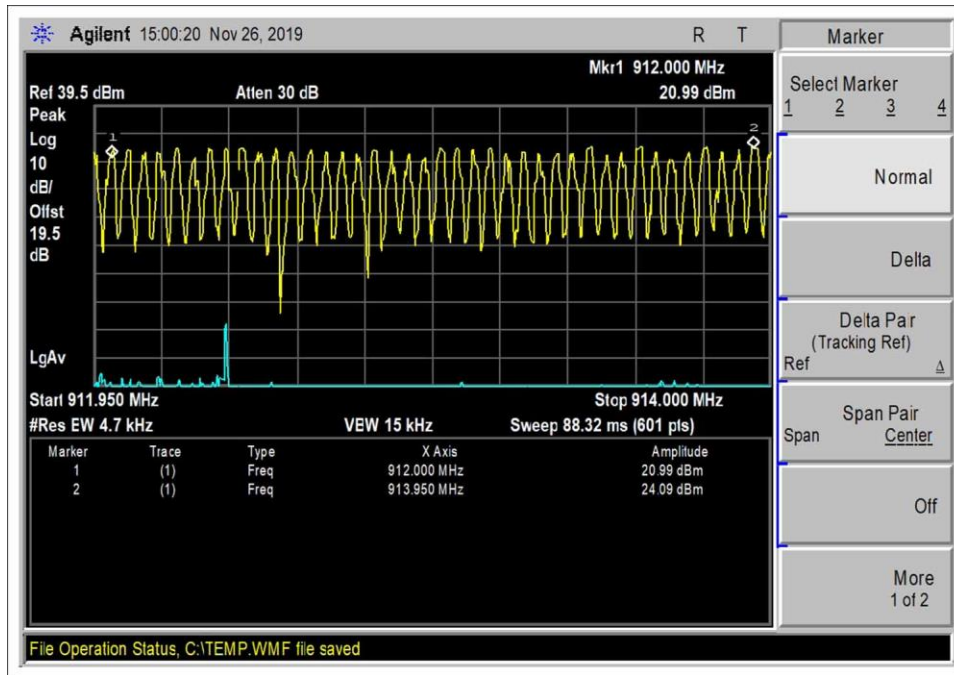 Agilent 15:00:20 Nov 26, 2019 R T
Mkr1 912.000 MHz
Ref 39.5 dBm Atten 30 dB 20.99 dBm
Peak
Log
10
dB/
Offst
19.5
dB
1
2
LgAv
Start 911.950 MHz Stop 914.000 MHz
#Res BW 4.7 kHz VBW 15 kHz Sweep 88.32 ms (601 pts)
Marker Trace Type X Axis Amplitude
1 (1) Freq 912.000 MHz 20.99 dBm
2 (1) Freq 913.950 MHz 24.09 dBm
File Operation Status, C:\TEMP.WMF file saved
Marker
Select Marker
1 2 3 4
Normal
Delta
Delta Pair
(Tracking Ref)
Ref Δ
Span Pair
Span Center
Off
More
1 of 2